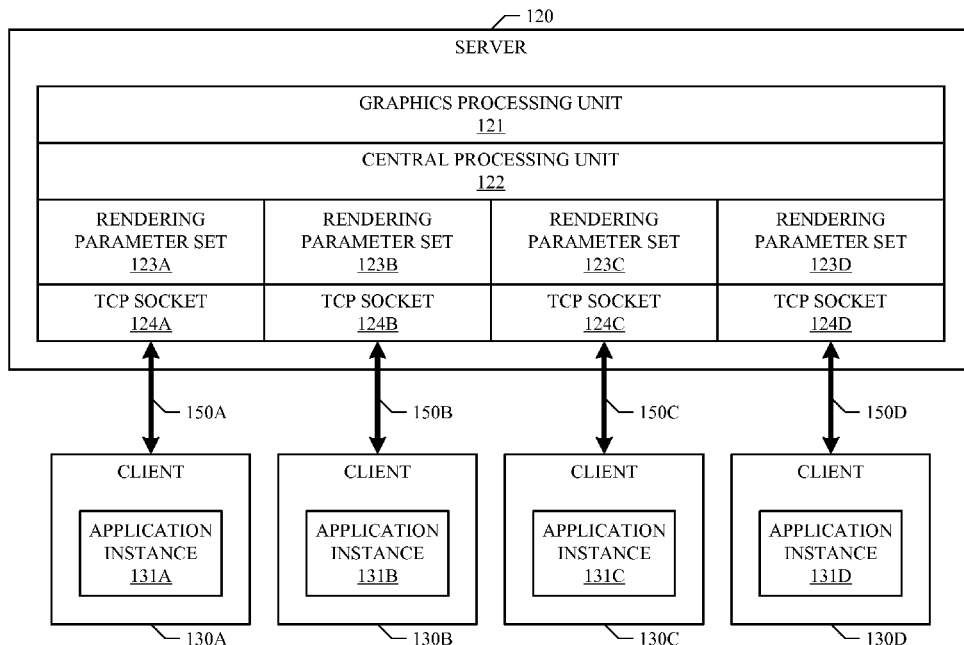 120
SERVER
GRAPHICS PROCESSING UNIT
121
CENTRAL PROCESSING UNIT
122
RENDERING
PARAMETER SET
123A
RENDERING
PARAMETER SET
123B
RENDERING
PARAMETER SET
123C
RENDERING
PARAMETER SET
123D
TCP SOCKET
124A
TCP SOCKET
124B
TCP SOCKET
124C
TCP SOCKET
124D
150A
150B
150C
150D
CLIENT
APPLICATION
INSTANCE
131A
130A
CLIENT
APPLICATION
INSTANCE
131B
130B
CLIENT
APPLICATION
INSTANCE
131C
130C
CLIENT
APPLICATION
INSTANCE
131D
130D